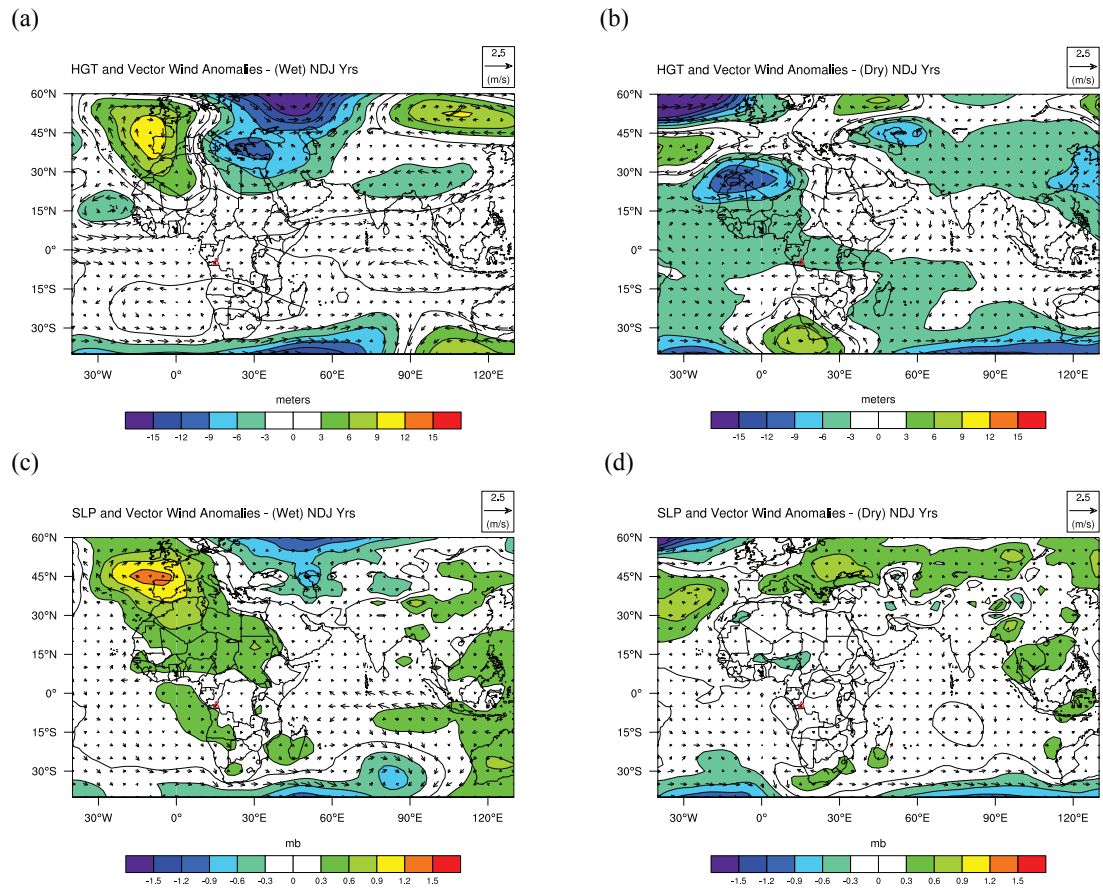 (a)
(b)
2.5
(m/s)
HGT and Vector Wind Anomalies - (Wet) NDJ Yrs
2.5
(m/s)
HGT and Vector Wind Anomalies - (Dry) NDJ Yrs
60°N
45°N
30°N
15°N
0°
15°S
30°S
30°W 0° 30°E 60°E 90°E 120°E
meters
-15 -12 -9 -6 -3 0 3 6 9 12 15
60°N
45°N
30°N
15°N
0°
15°S
30°S
30°W 0° 30°E 60°E 90°E 120°E
meters
-15 -12 -9 -6 -3 0 3 6 9 12 15
(c)
(d)
2.5
(m/s)
SLP and Vector Wind Anomalies - (Wet) NDJ Yrs
2.5
(m/s)
SLP and Vector Wind Anomalies - (Dry) NDJ Yrs
60°N
45°N
30°N
15°N
0°
15°S
30°S
30°W 0° 30°E 60°E 90°E 120°E
mb
-1.5 -1.2 -0.9 -0.6 -0.3 0 0.3 0.6 0.9 1.2 1.5
60°N
45°N
30°N
15°N
0°
15°S
30°S
30°W 0° 30°E 60°E 90°E 120°E
mb
-1.5 -1.2 -0.9 -0.6 -0.3 0 0.3 0.6 0.9 1.2 1.5